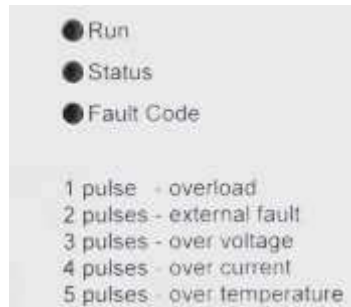 Run
Status
Fault Code
1 pulse - overload
2 pulses - external fault
3 pulses - over voltage
4 pulses - over current
5 pulses - over temperature